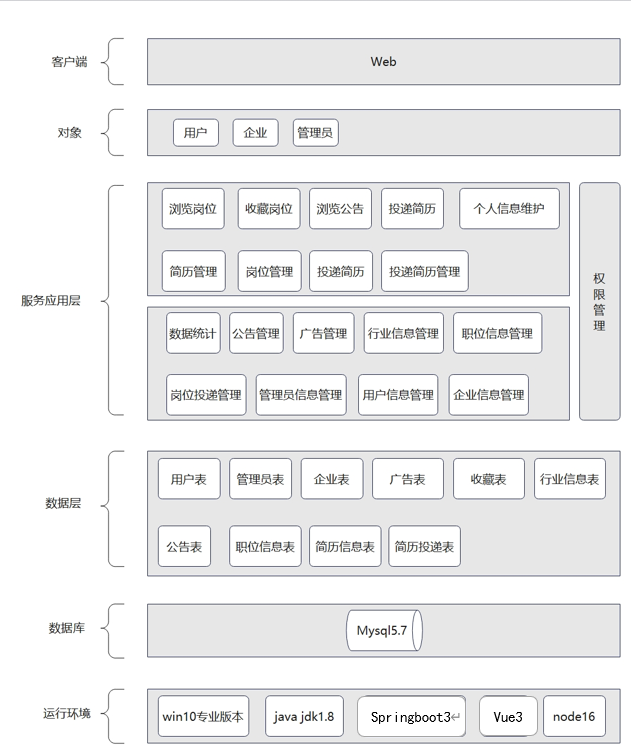 客户端
Web
对象
用户 企业 管理员
服务应用层
浏览岗位 收藏岗位 浏览公告 投递简历 个人信息维护
简历管理 岗位管理 投递简历 投递简历管理
数据统计 公告管理 广告管理 行业信息管理 职位信息管理
岗位投递管理 管理员信息管理 用户信息管理 企业信息管理
权
限
管
理
数据层
用户表 管理员表 企业表 广告表 收藏表 行业信息表
公告表 职位信息表 简历信息表 简历投递表
数据库
Mysql5.7
运行环境
win10专业版本 java jdk1.8 Springboot3↵ Vue3 node16